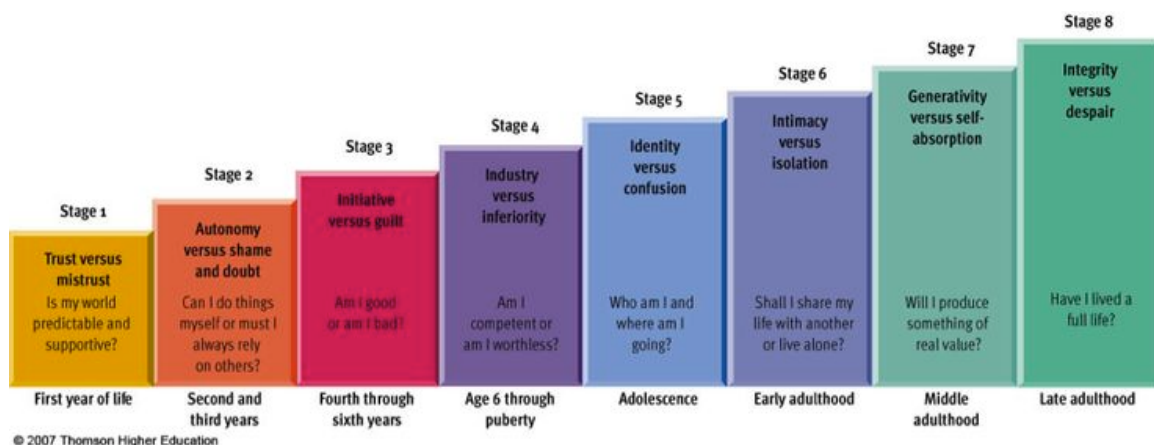 Stage 1
Trust versus
mistrust
Is my world
predictable and
supportive?
First year of life
Stage 2
Autonomy
versus shame
and doubt
Can I do things
myself or must I
always rely
on others?
Second and
third years
Stage 3
Initiative
versus guilt
Am I good
or am I bad?
Fourth through
sixth years
Stage 4
Industry
versus
inferiority
Am I
competent or
am I worthless?
Age 6 through
puberty
Stage 5
Identity
versus
confusion
Who am I and
where am I
going?
Adolescence
Stage 6
Intimacy
versus
isolation
Shall I share my
life with another
or live alone?
Early adulthood
Stage 7
Generativity
versus self-
absorption
Will I produce
something of
real value?
Middle
adulthood
Stage 8
Integrity
versus
despair
Have I lived a
full life?
Late adulthood
© 2007 Thomson Higher Education